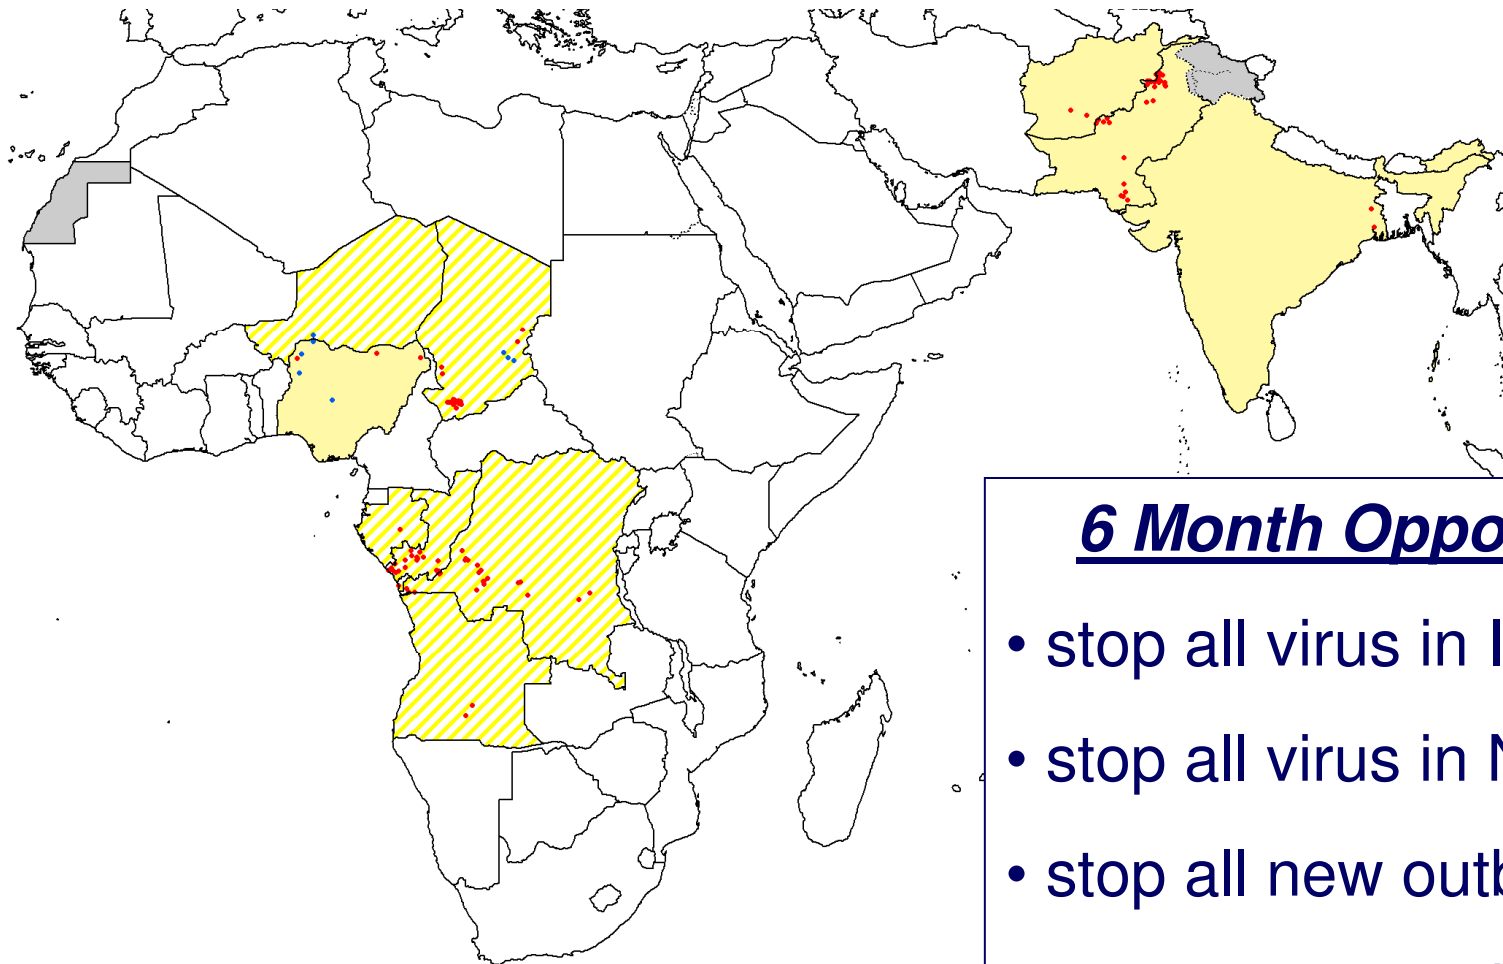 6 Month Oppo
• stop all virus in I
• stop all virus in N
• stop all new outb